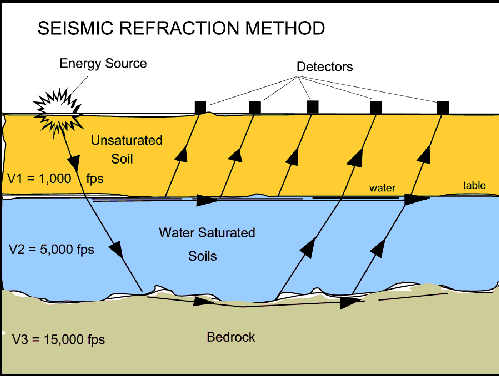 SEISMIC REFRACTION METHOD
Energy Source
Detectors
Unsaturated
Soil
V1 = 1,000 fps
water
table
Water Saturated
V2 = 5,000 fps
Soils
V3 = 15,000 fps
Bedrock